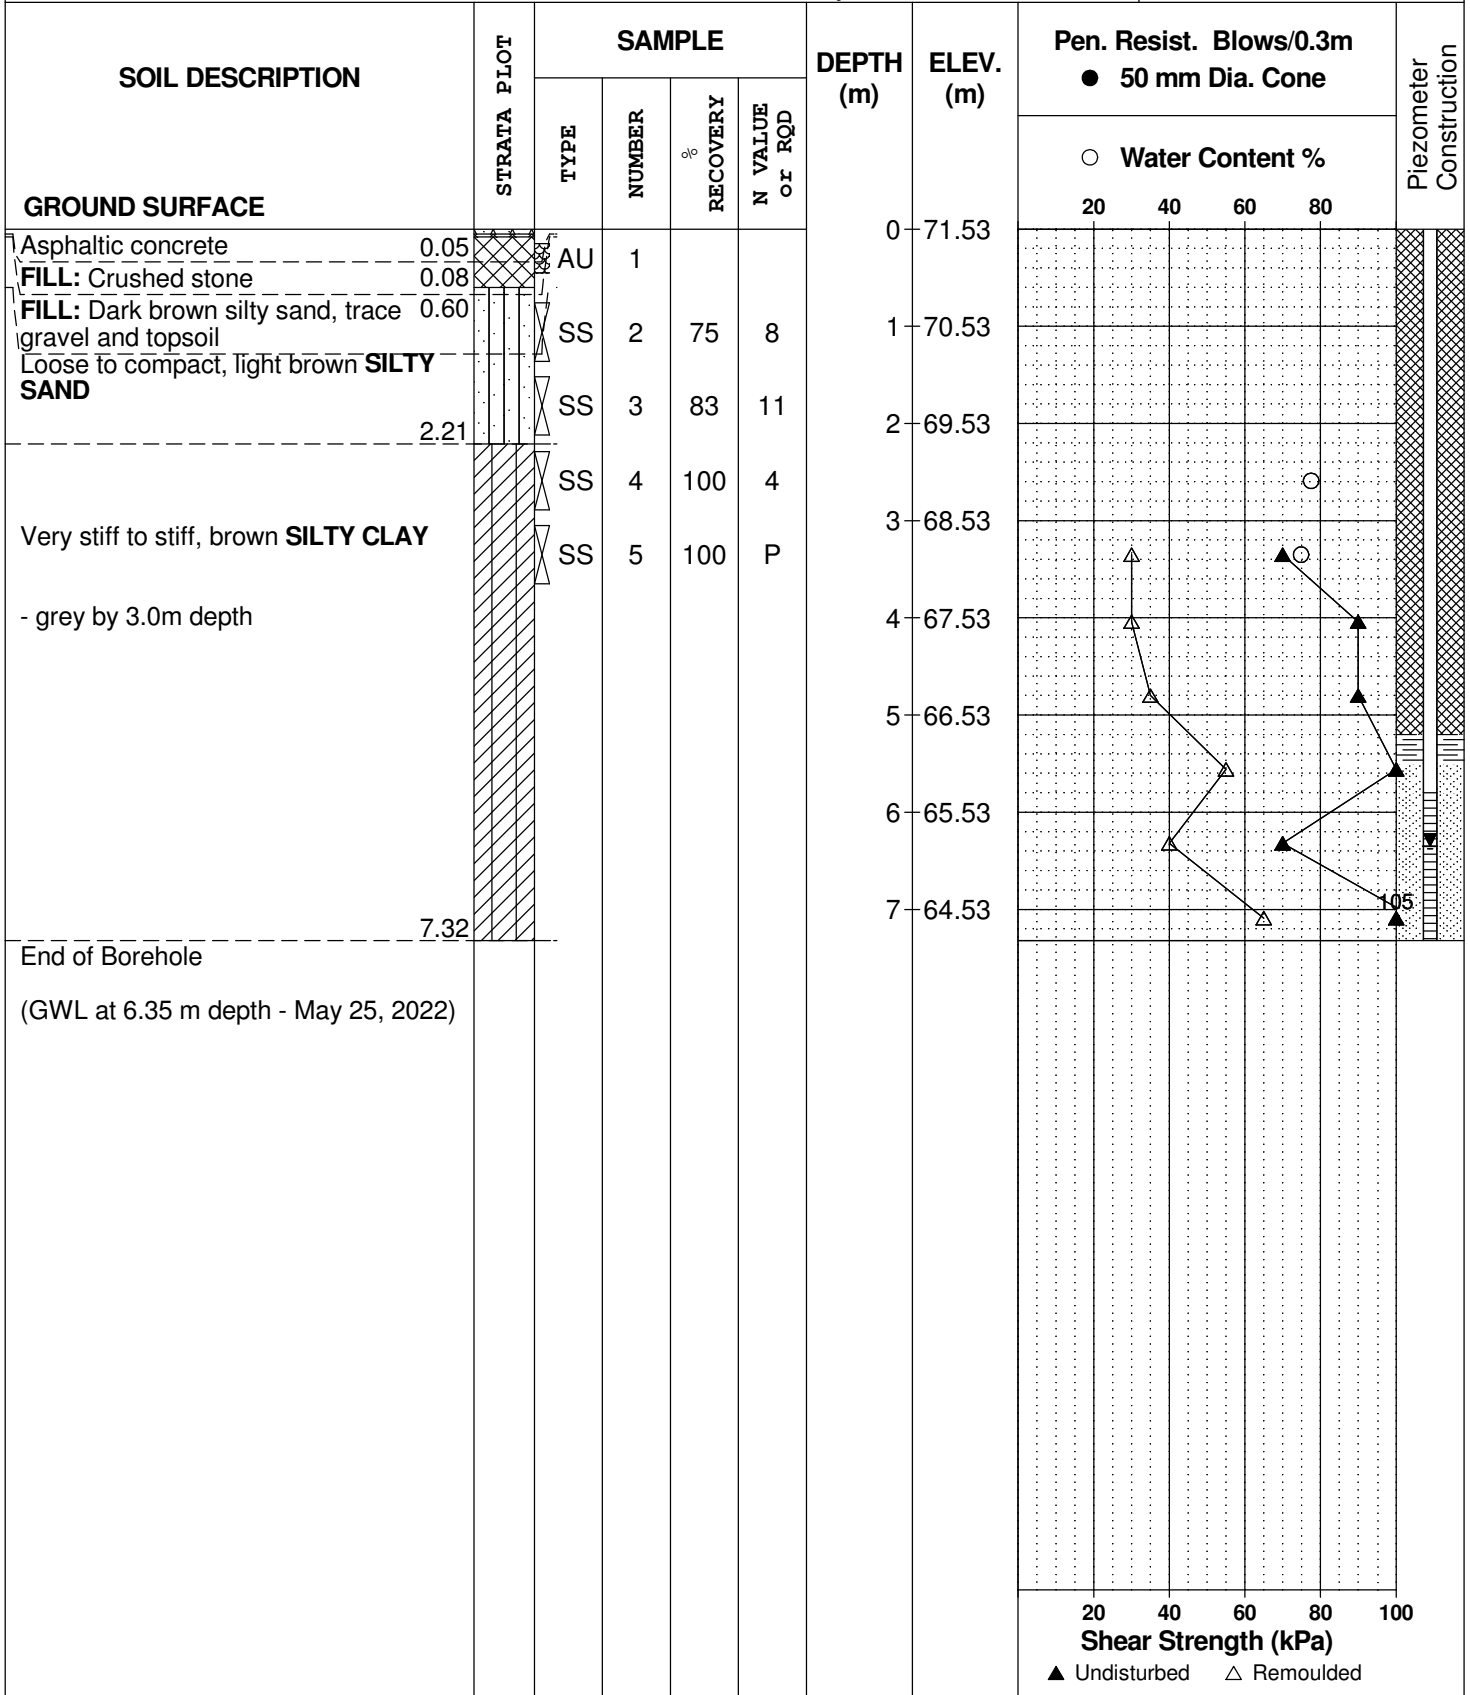 SOIL DESCRIPTION
GROUND SURFACE
STRATA PLOT
SAMPLE
TYPE
NUMBER
% RECOVERY
N VALUE or RQD
DEPTH (m)
ELEV. (m)
Pen. Resist. Blows/0.3m
● 50 mm Dia. Cone
○ Water Content %
20 40 60 80
Piezometer Construction
0 71.53
Asphaltic concrete 0.05
AU 1
FILL: Crushed stone 0.08
FILL: Dark brown silty sand, trace 0.60
gravel and topsoil
SS 2 75 8
1 70.53
Loose to compact, light brown SILTY
SAND
SS 3 83 11
2 69.53
2.21
SS 4 100 4
3 68.53
Very stiff to stiff, brown SILTY CLAY
SS 5 100 P
- grey by 3.0m depth
4 67.53
5 66.53
6 65.53
105
7 64.53
7.32
End of Borehole
(GWL at 6.35 m depth - May 25, 2022)
20 40 60 80 100
Shear Strength (kPa)
▲ Undisturbed △ Remoulded